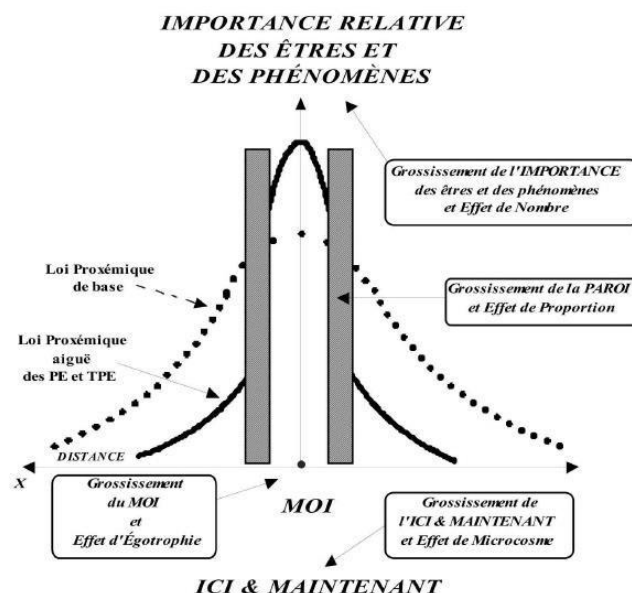 IMPORTANCE RELATIVE
DES ÊTRES ET
DES PHÉNOMÈNES
Grossissement de l'IMPORTANCE
des êtres et des phénomènes
et Effet de Nombre
Loi Proxémique
de base
Grossissement de la PAROI
et Effet de Proportion
Loi Proxémique
aiguë
des PE et TPE
DISTANCE
X
Grossissement
du MOI
et
Effet d'Égotrophie
MOI
Grossissement de
l'ICI & MAINTENANT
et Effet de Microcosme
ICI & MAINTENANT